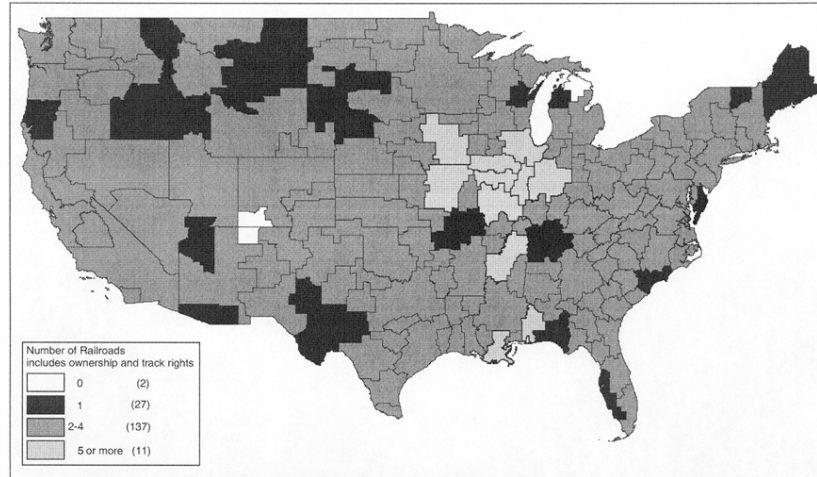 Number of Railroads
includes ownership and track rights
0 (2)
1 (27)
2-4 (137)
5 or more (11)